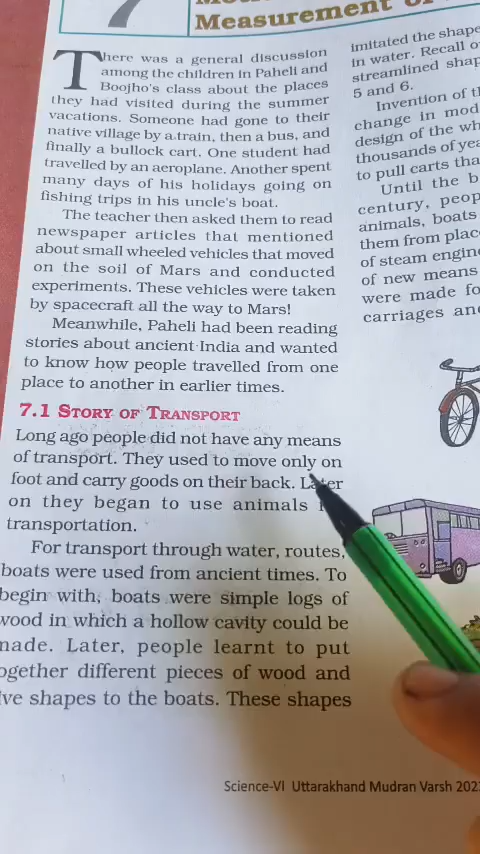 7
Measurement
There was a general discussion
among the children in Paheli and
Boojho's class about the places
they had visited during the summer
vacations. Someone had gone to their
native village by a train, then a bus, and
finally a bullock cart. One student had
travelled by an aeroplane. Another spent
many days of his holidays going on
fishing trips in his uncle's boat.
The teacher then asked them to read
newspaper articles that mentioned
about small wheeled vehicles that moved
on the soil of Mars and conducted
experiments. These vehicles were taken
by spacecraft all the way to Mars!
Meanwhile, Paheli had been reading
stories about ancient India and wanted
to know how people travelled from one
place to another in earlier times.
7.1 STORY OF TRANSPORT
Long ago people did not have any means
of transport. They used to move only on
foot and carry goods on their back. Later
on they began to use animals
transportation.
For transport through water, routes,
boats were used from ancient times. To
begin with, boats were simple logs of
wood in which a hollow cavity could be
made. Later, people learnt to put
together different pieces of wood and
shapes to the boats. These shapes
imitated the shape
in water. Recall
streamlined
5 and 6.
Invention of
change in
design of the
thousands of
to pull carts
Until the
century,
animals, boats
them from
of steam
of new means
were made
carriages
Science-VI Uttarakhand Mudran Varsh